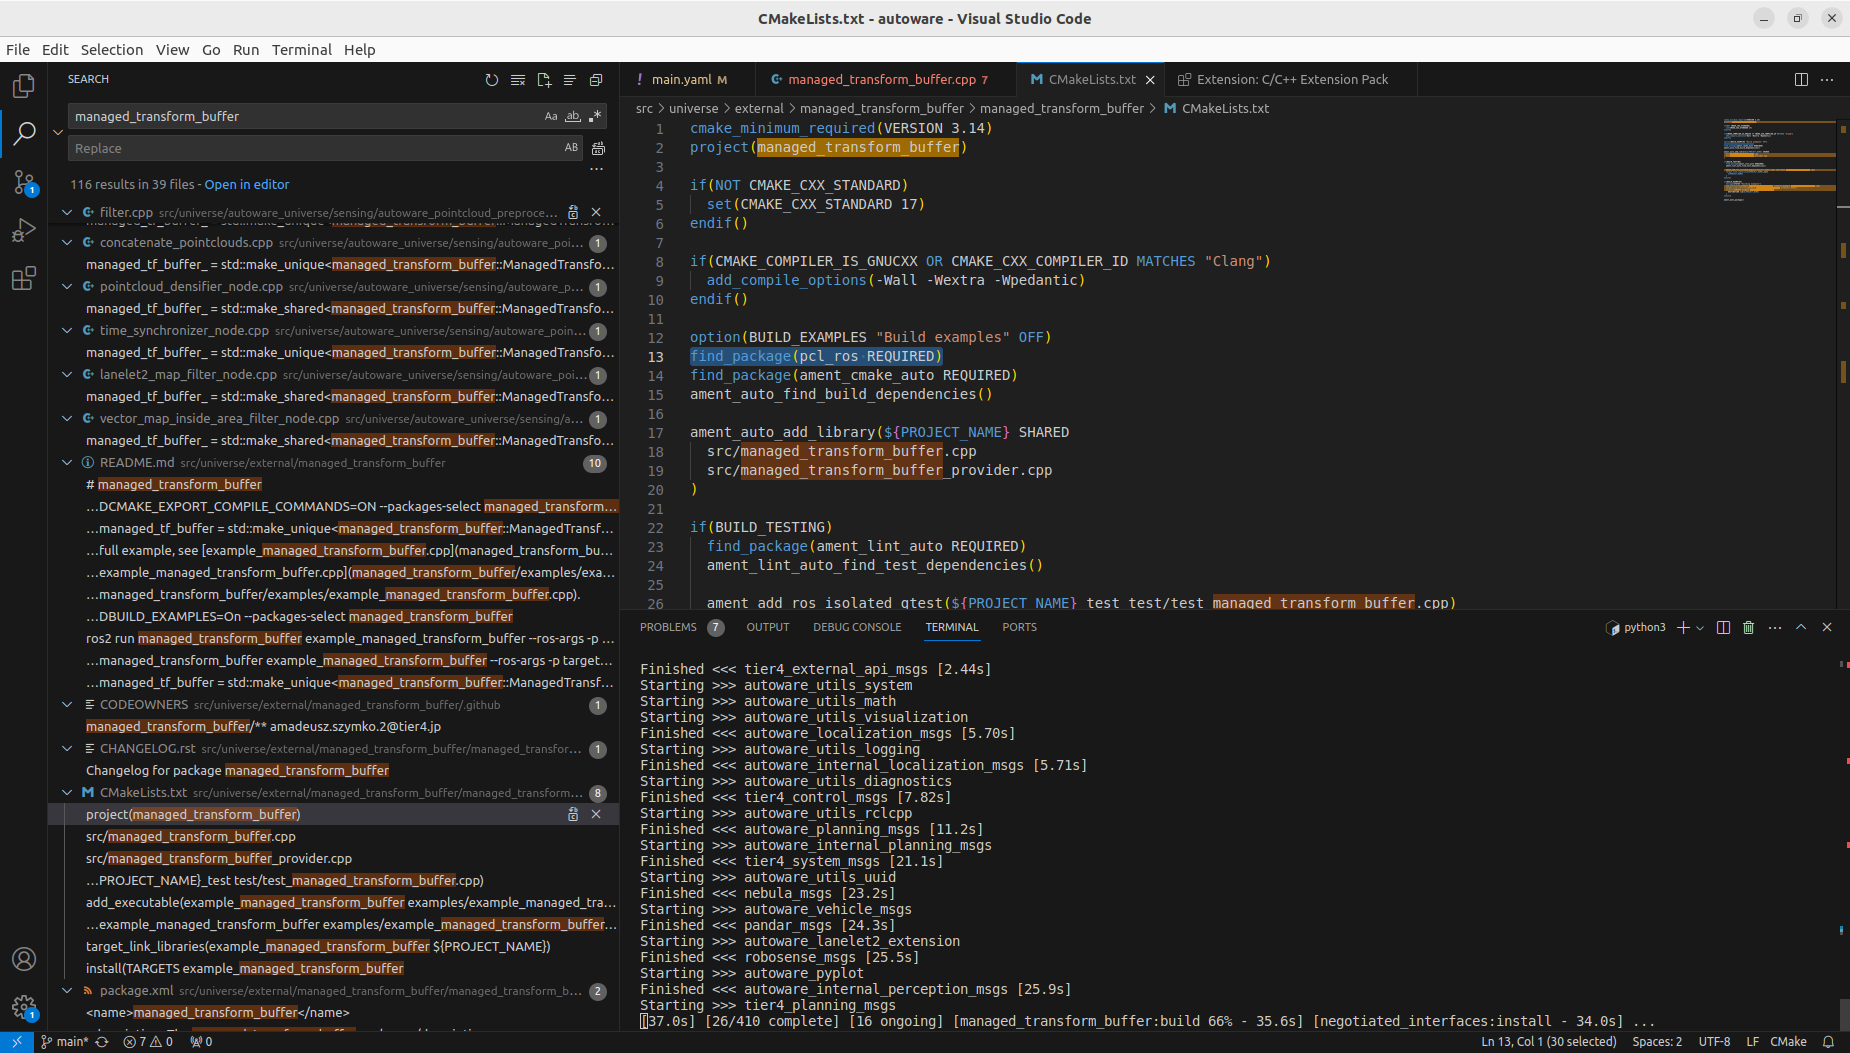 CMakeLists.txt - autoware - Visual Studio Code
File Edit Selection View Go Run Terminal Help
SEARCH
managed_transform_buffer
Aa ab .*
Replace
AB
116 results in 39 files - Open in editor
filter.cpp src/universe/autoware_universe/sensing/autoware_pointcloud_preproce...
concatenate_pointclouds.cpp src/universe/autoware_universe/sensing/autoware_poi... 1
managed_tf_buffer_ = std::make_unique<managed_transform_buffer::ManagedTransfo...
pointcloud_densifier_node.cpp src/universe/autoware_universe/sensing/autoware_p... 1
managed_tf_buffer_ = std::make_shared<managed_transform_buffer::ManagedTransfo...
time_synchronizer_node.cpp src/universe/autoware_universe/sensing/autoware_poin... 1
managed_tf_buffer_ = std::make_unique<managed_transform_buffer::ManagedTransfo...
lanelet2_map_filter_node.cpp src/universe/autoware_universe/sensing/autoware_poi... 1
managed_tf_buffer_ = std::make_shared<managed_transform_buffer::ManagedTransfo...
vector_map_inside_area_filter_node.cpp src/universe/autoware_universe/sensing/a... 1
managed_tf_buffer_ = std::make_shared<managed_transform_buffer::ManagedTransfo...
README.md src/universe/external/managed_transform_buffer 10
# managed_transform_buffer
...DCMAKE_EXPORT_COMPILE_COMMANDS=ON --packages-select managed_transform...
...managed_tf_buffer = std::make_unique<managed_transform_buffer::ManagedTransf...
...full example, see [example_managed_transform_buffer.cpp](managed_transform_bu...
...example_managed_transform_buffer.cpp](managed_transform_buffer/examples/exa...
...managed_transform_buffer/examples/example_managed_transform_buffer.cpp).
...DBUILD_EXAMPLES=On --packages-select managed_transform_buffer
ros2 run managed_transform_buffer example_managed_transform_buffer --ros-args -p ...
...managed_transform_buffer example_managed_transform_buffer --ros-args -p target...
...managed_tf_buffer = std::make_unique<managed_transform_buffer::ManagedTransf...
CODEOWNERS src/universe/external/managed_transform_buffer/.github 1
managed_transform_buffer/** amadeusz.szymko.2@tier4.jp
CHANGELOG.rst src/universe/external/managed_transform_buffer/managed_transfor... 1
Changelog for package managed_transform_buffer
CMakeLists.txt src/universe/external/managed_transform_buffer/managed_transform... 8
project(managed_transform_buffer)
src/managed_transform_buffer.cpp
src/managed_transform_buffer_provider.cpp
...PROJECT_NAME}_test test/test_managed_transform_buffer.cpp)
add_executable(example_managed_transform_buffer examples/example_managed_tra...
...example_managed_transform_buffer examples/example_managed_transform_buffer...
target_link_libraries(example_managed_transform_buffer ${PROJECT_NAME})
install(TARGETS example_managed_transform_buffer
package.xml src/universe/external/managed_transform_buffer/managed_transform_b... 2
<name>managed_transform_buffer</name>
main.yaml M
managed_transform_buffer.cpp 7
CMakeLists.txt
Extension: C/C++ Extension Pack
src > universe > external > managed_transform_buffer > managed_transform_buffer > CMakeLists.txt
1 cmake_minimum_required(VERSION 3.14)
2 project(managed_transform_buffer)
3
4 if(NOT CMAKE_CXX_STANDARD)
5 set(CMAKE_CXX_STANDARD 17)
6 endif()
7
8 if(CMAKE_COMPILER_IS_GNUCXX OR CMAKE_CXX_COMPILER_ID MATCHES "Clang")
9 add_compile_options(-Wall -Wextra -Wpedantic)
10 endif()
11
12 option(BUILD_EXAMPLES "Build examples" OFF)
13 find_package(pcl_ros REQUIRED)
14 find_package(ament_cmake_auto REQUIRED)
15 ament_auto_find_build_dependencies()
16
17 ament_auto_add_library(${PROJECT_NAME} SHARED
18 src/managed_transform_buffer.cpp
19 src/managed_transform_buffer_provider.cpp
20 )
21
22 if(BUILD_TESTING)
23 find_package(ament_lint_auto REQUIRED)
24 ament_lint_auto_find_test_dependencies()
25
26 ament_add_ros_isolated_gtest(${PROJECT_NAME}_test test/test_managed_transform_buffer.cpp)
PROBLEMS 7 OUTPUT DEBUG CONSOLE TERMINAL PORTS
python3
Finished <<< tier4_external_api_msgs [2.44s]
Starting >>> autoware_utils_system
Starting >>> autoware_utils_math
Starting >>> autoware_utils_visualization
Finished <<< autoware_localization_msgs [5.70s]
Starting >>> autoware_utils_logging
Finished <<< autoware_internal_localization_msgs [5.71s]
Starting >>> autoware_utils_diagnostics
Finished <<< tier4_control_msgs [7.82s]
Starting >>> autoware_utils_rclcpp
Finished <<< autoware_planning_msgs [11.2s]
Starting >>> autoware_internal_planning_msgs
Finished <<< tier4_system_msgs [21.1s]
Starting >>> autoware_utils_uuid
Finished <<< nebula_msgs [23.2s]
Starting >>> autoware_vehicle_msgs
Finished <<< pandar_msgs [24.3s]
Starting >>> autoware_lanelet2_extension
Finished <<< robosense_msgs [25.5s]
Starting >>> autoware_pyplot
Finished <<< autoware_internal_perception_msgs [25.9s]
Starting >>> tier4_planning_msgs
[37.0s] [26/410 complete] [16 ongoing] [managed_transform_buffer:build 66% - 35.6s] [negotiated_interfaces:install - 34.0s] ...
main* 7 0 0
Ln 13, Col 1 (30 selected) Spaces: 2 UTF-8 LF CMake